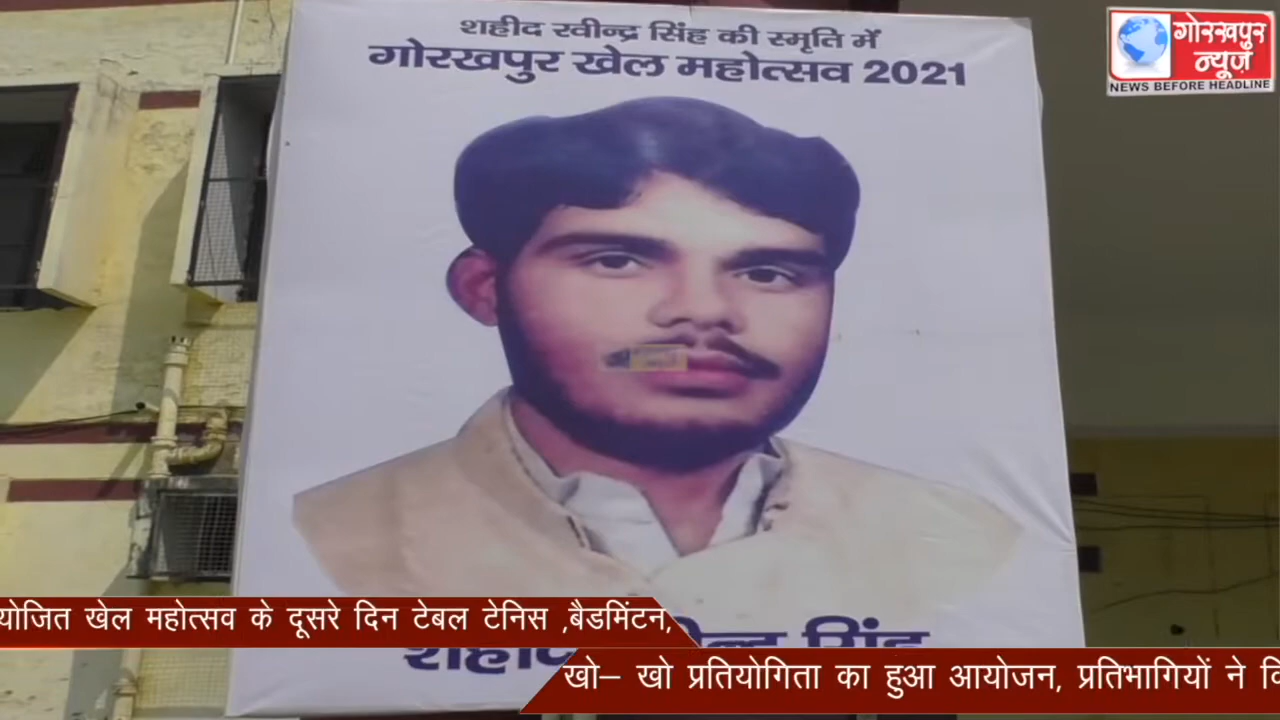 शहीद रवीन्द्र सिंह की स्मृति में
गोरखपुर खेल महोत्सव 2021
गोरखपुर
न्यूज़
NEWS BEFORE HEADLINE
योजित खेल महोत्सव के दूसरे दिन टेबल टेनिस ,बैडमिंटन,
सिंह
खो– खो प्रतियोगिता का हुआ आयोजन, प्रतिभागियों ने